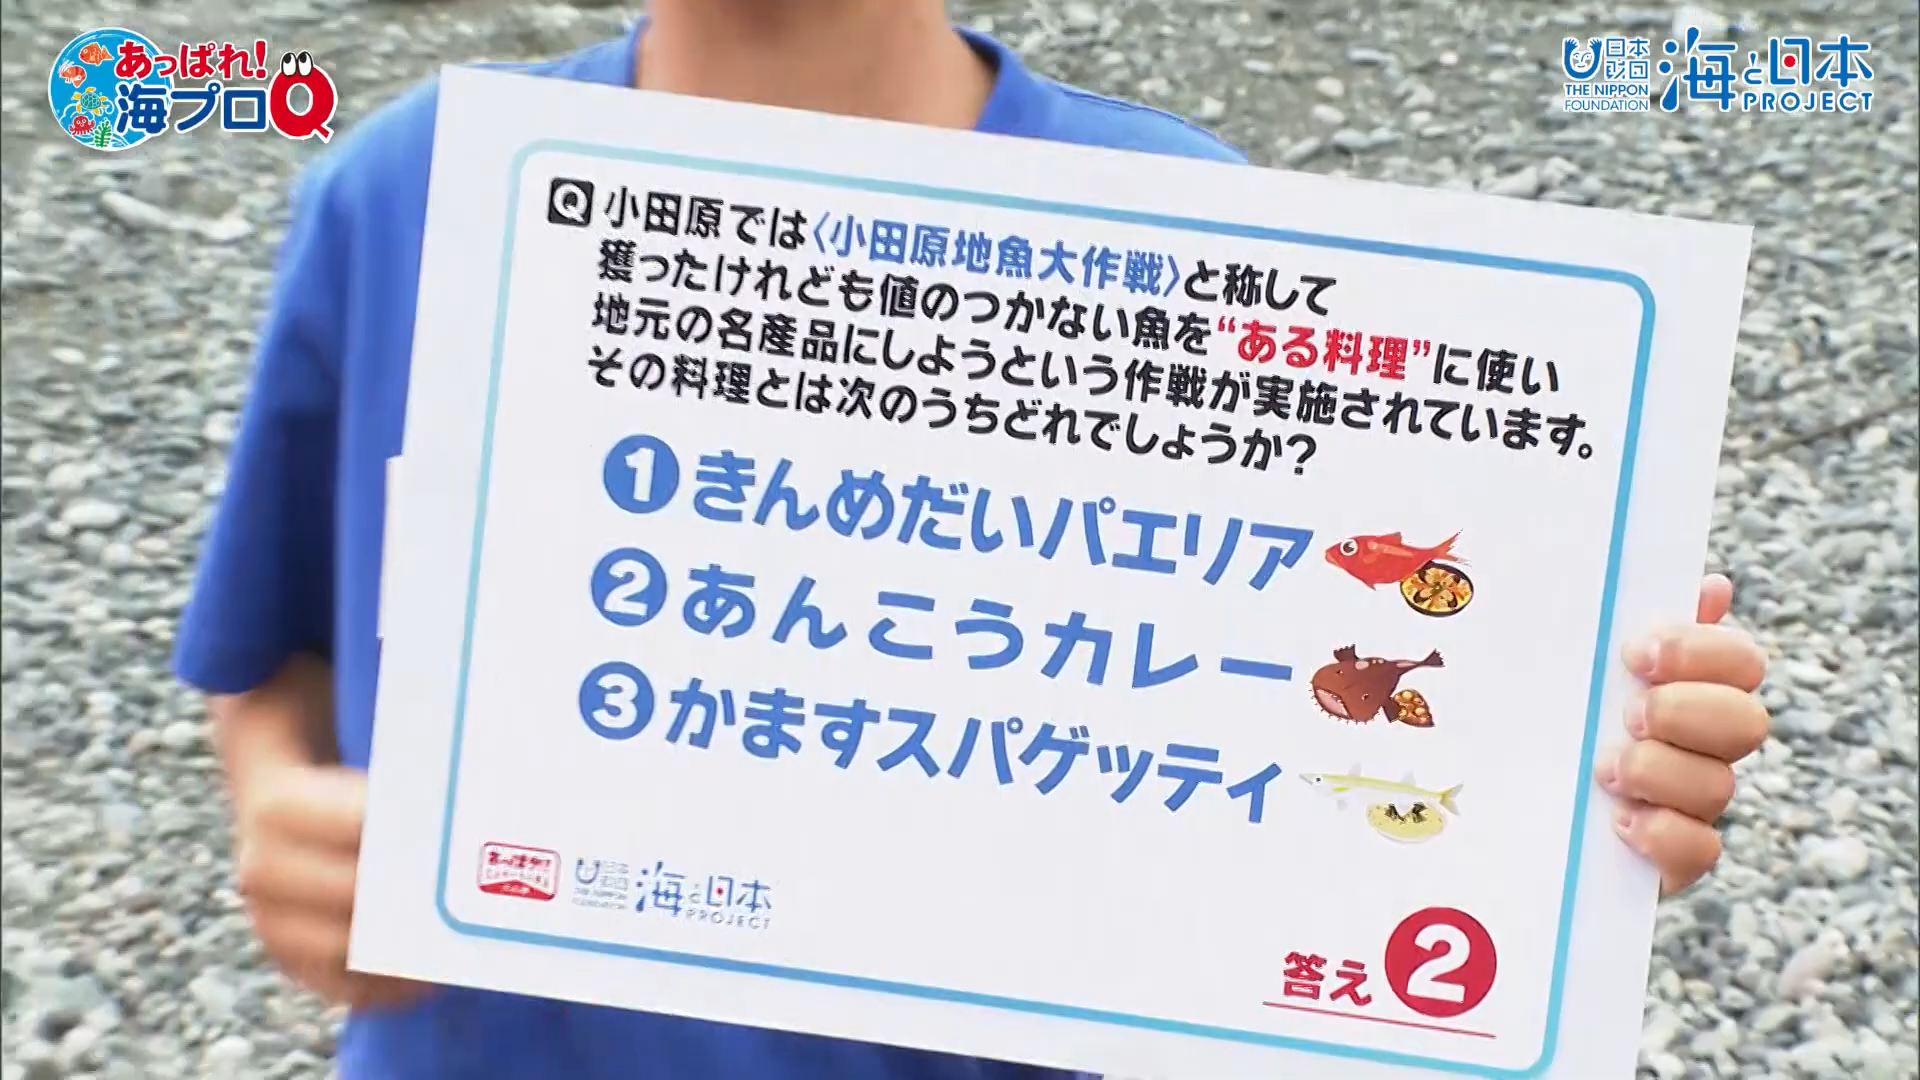 あっぱれ!
海プロQ
日本
財団
THE NIPPON
FOUNDATION
海と日本
PROJECT
Q 小田原では〈小田原地魚大作戦〉と称して
獲ったけれども値のつかない魚を“ある料理”に使い
地元の名産品にしようという作戦が実施されています。
その料理とは次のうちどれでしょうか?
1 きんめだいパエリア
2 あんこうカレー
3 かますスパゲッティ
海と日本
PROJECT
答え 2